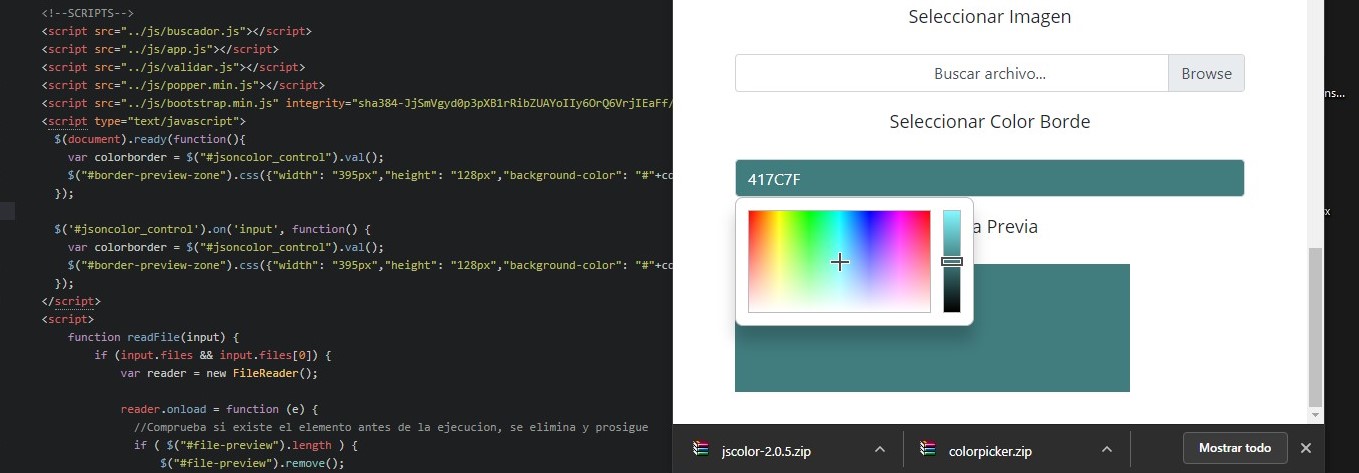 <!--SCRIPTS-->
<script src="../js/buscador.js"></script>
<script src="../js/app.js"></script>
<script src="../js/validar.js"></script>
<script src="../js/popper.min.js"></script>
<script src="../js/bootstrap.min.js" integrity="sha384-JjSmVgyd0p3pXB1rRibZUAYoIIy6OrQ6VrjIEaFf/
<script type="text/javascript">
$(document).ready(function(){
var colorborder = $("#jsoncolor_control").val();
$("#border-preview-zone").css({"width": "395px","height": "128px","background-color": "#"+co
});
$('#jsoncolor_control').on('input', function() {
var colorborder = $("#jsoncolor_control").val();
$("#border-preview-zone").css({"width": "395px","height": "128px","background-color": "#"+co
});
</script>
<script>
function readFile(input) {
if (input.files && input.files[0]) {
var reader = new FileReader();
reader.onload = function (e) {
//Comprueba si existe el elemento antes de la ejecucion, se elimina y prosigue
if ( $("#file-preview").length ) {
$("#file-preview").remove();
Seleccionar Imagen
Buscar archivo...
Browse
Seleccionar Color Borde
417C7F
a Previa
jscolor-2.0.5.zip
colorpicker.zip
Mostrar todo
ns...
x